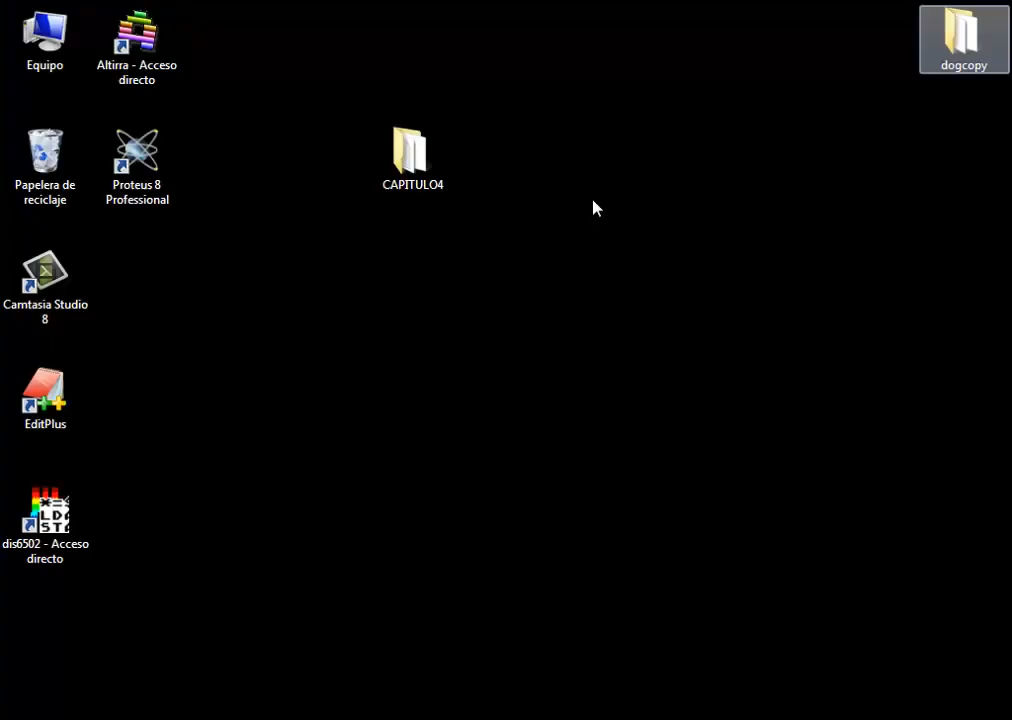 Equipo
Altirra - Acceso
directo
dogcopy
Papelera de
reciclaje
Proteus 8
Professional
CAPITULO4
Camtasia Studio
8
EditPlus
dis6502 - Acceso
directo